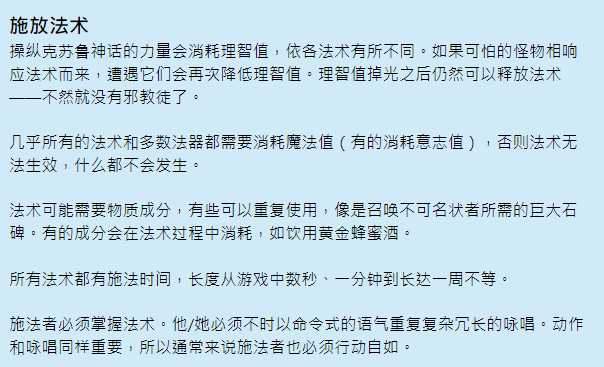 施放法术
操纵克苏鲁神话的力量会消耗理智值，依各法术有所不同。如果可怕的怪物相响
应法术而来，遭遇它们会再次降低理智值。理智值掉光之后仍然可以释放法术
——不然就没有邪教徒了。
几乎所有的法术和多数法器都需要消耗魔法值（有的消耗意志值），否则法术无
法生效，什么都不会发生。
法术可能需要物质成分，有些可以重复使用，像是召唤不可名状者所需的巨大石
碑。有的成分会在法术过程中消耗，如饮用黄金蜂蜜酒。
所有法术都有施法时间，长度从游戏中数秒、一分钟到长达一周不等。
施法者必须掌握法术。他/她必须不时以命令式的语气重复复杂冗长的咏唱。动作
和咏唱同样重要，所以通常来说施法者也必须行动自如。